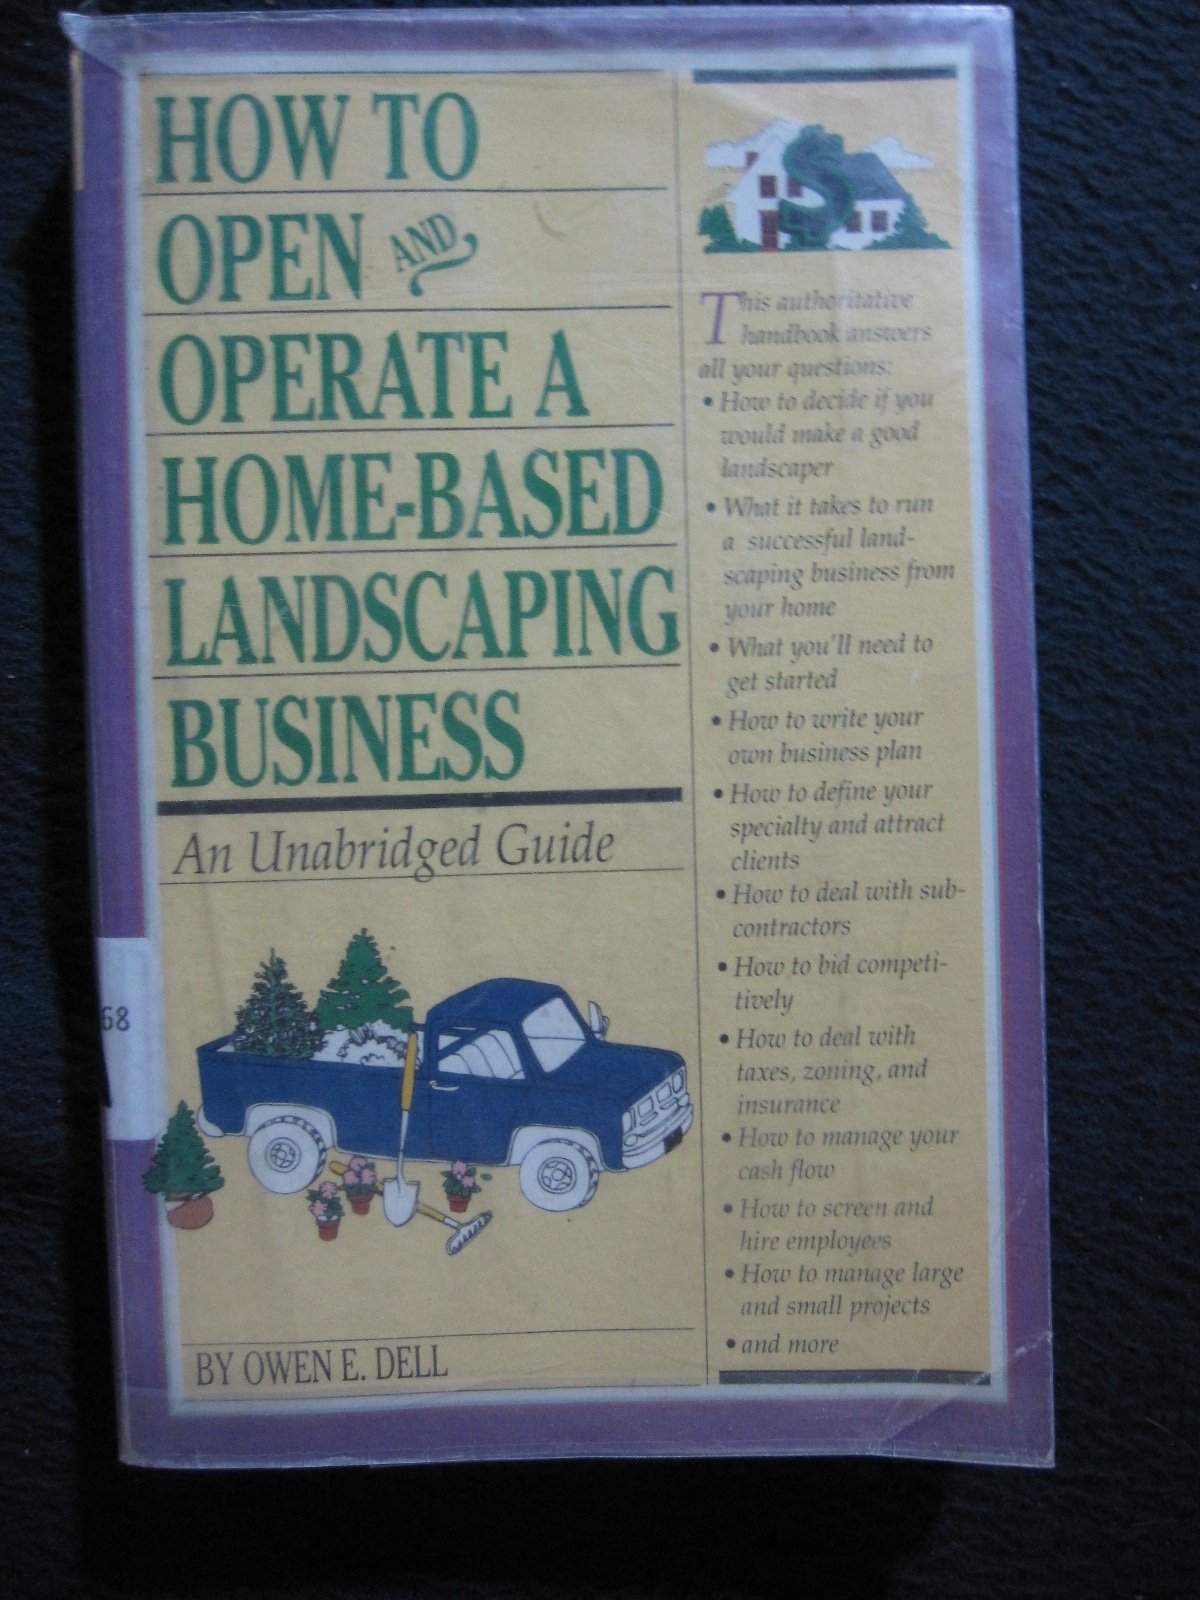 HOW TO
OPEN AND
OPERATE A
HOME-BASED
LANDSCAPING
BUSINESS
An Unabridged Guide
68
BY OWEN E. DELL
$
This authoritative
handbook answers
all your questions:
• How to decide if you
would make a good
landscaper
• What it takes to run
a successful land-
scaping business from
your home
• What you'll need to
get started
• How to write your
own business plan
• How to define your
specialty and attract
clients
• How to deal with sub-
contractors
• How to bid competi-
tively
• How to deal with
taxes, zoning, and
insurance
• How to manage your
cash flow
• How to screen and
hire employees
• How to manage large
and small projects
• and more